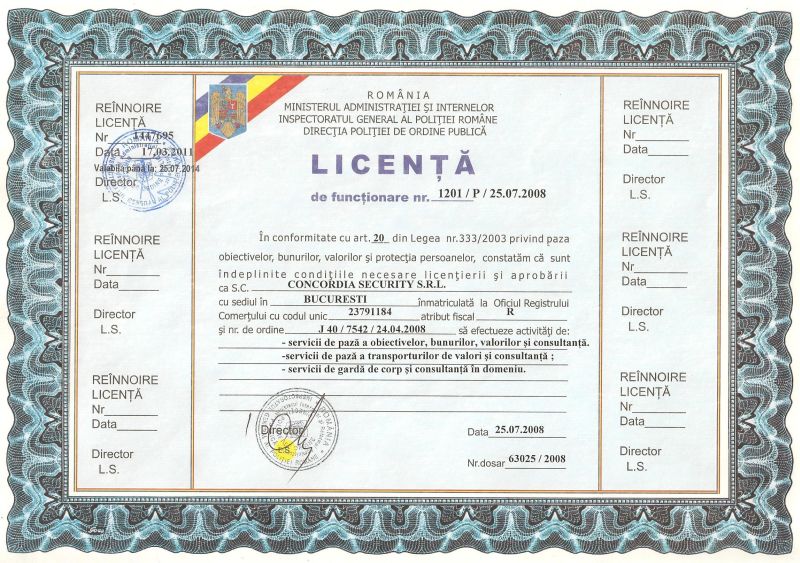 REÎNNOIRE
LICENȚĂ
Nr 1447695
Data 17.03.2011
Valabilă până la: 25.07.2014
Director
L.S.
REÎNNOIRE
LICENȚĂ
Nr
Data
Director
L.S.
REÎNNOIRE
LICENȚĂ
Nr
Data
Director
L.S.
ROMÂNIA
MINISTERUL ADMINISTRAȚIEI ȘI INTERNELOR
INSPECTORATUL GENERAL AL POLIȚIEI ROMÂNE
DIRECȚIA POLIȚIEI DE ORDINE PUBLICĂ
LICENȚĂ
de funcționare nr. 1201 / P / 25.07.2008
În conformitate cu art. 20 din Legea nr.333/2003 privind paza
obiectivelor, bunurilor, valorilor și protecția persoanelor, constatăm că sunt
îndeplinite condițiile necesare licențierii și aprobării
ca S.C. CONCORDIA SECURITY S.R.L.
cu sediul în BUCURESTI înmatriculată la Oficiul Registrului
Comerțului cu codul unic 23791184 atribut fiscal R
și nr. de ordine J 40 / 7542 / 24.04.2008 să efectueze activități de:
- servicii de pază a obiectivelor, bunurilor, valorilor și consultanță.
-servicii de pază a transporturilor de valori și consultanță ;
- servicii de gardă de corp și consultanță în domeniu.
Director
L.S.
Data 25.07.2008
Nr.dosar 63025 / 2008
REÎNNOIRE
LICENȚĂ
Nr
Data
Director
L.S.
REÎNNOIRE
LICENȚĂ
Nr
Data
Director
L.S.
REÎNNOIRE
LICENȚĂ
Nr
Data
Director
L.S.